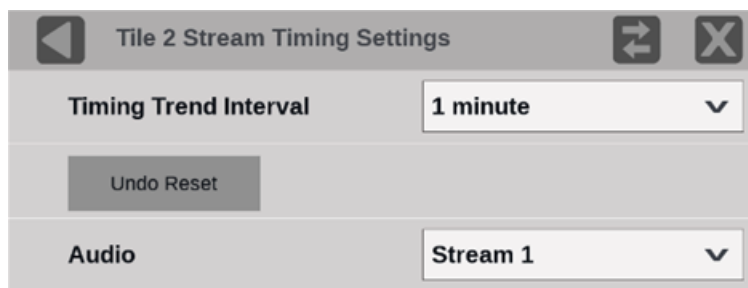 Tile 2 Stream Timing Settings
Timing Trend Interval 1 minute
Undo Reset
Audio Stream 1